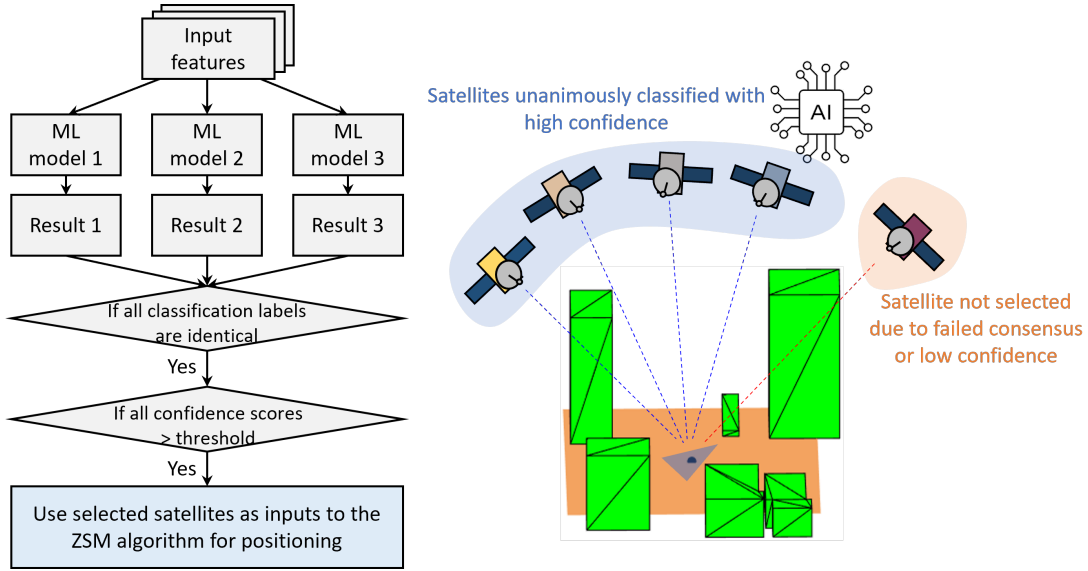 Input
features
ML
model 1
ML
model 2
ML
model 3
Result 1
Result 2
Result 3
If all classification labels
are identical
Yes
If all confidence scores
> threshold
Yes
Use selected satellites as inputs to the
ZSM algorithm for positioning
Satellites unanimously classified with
high confidence
AI
Satellite not selected
due to failed consensus
or low confidence